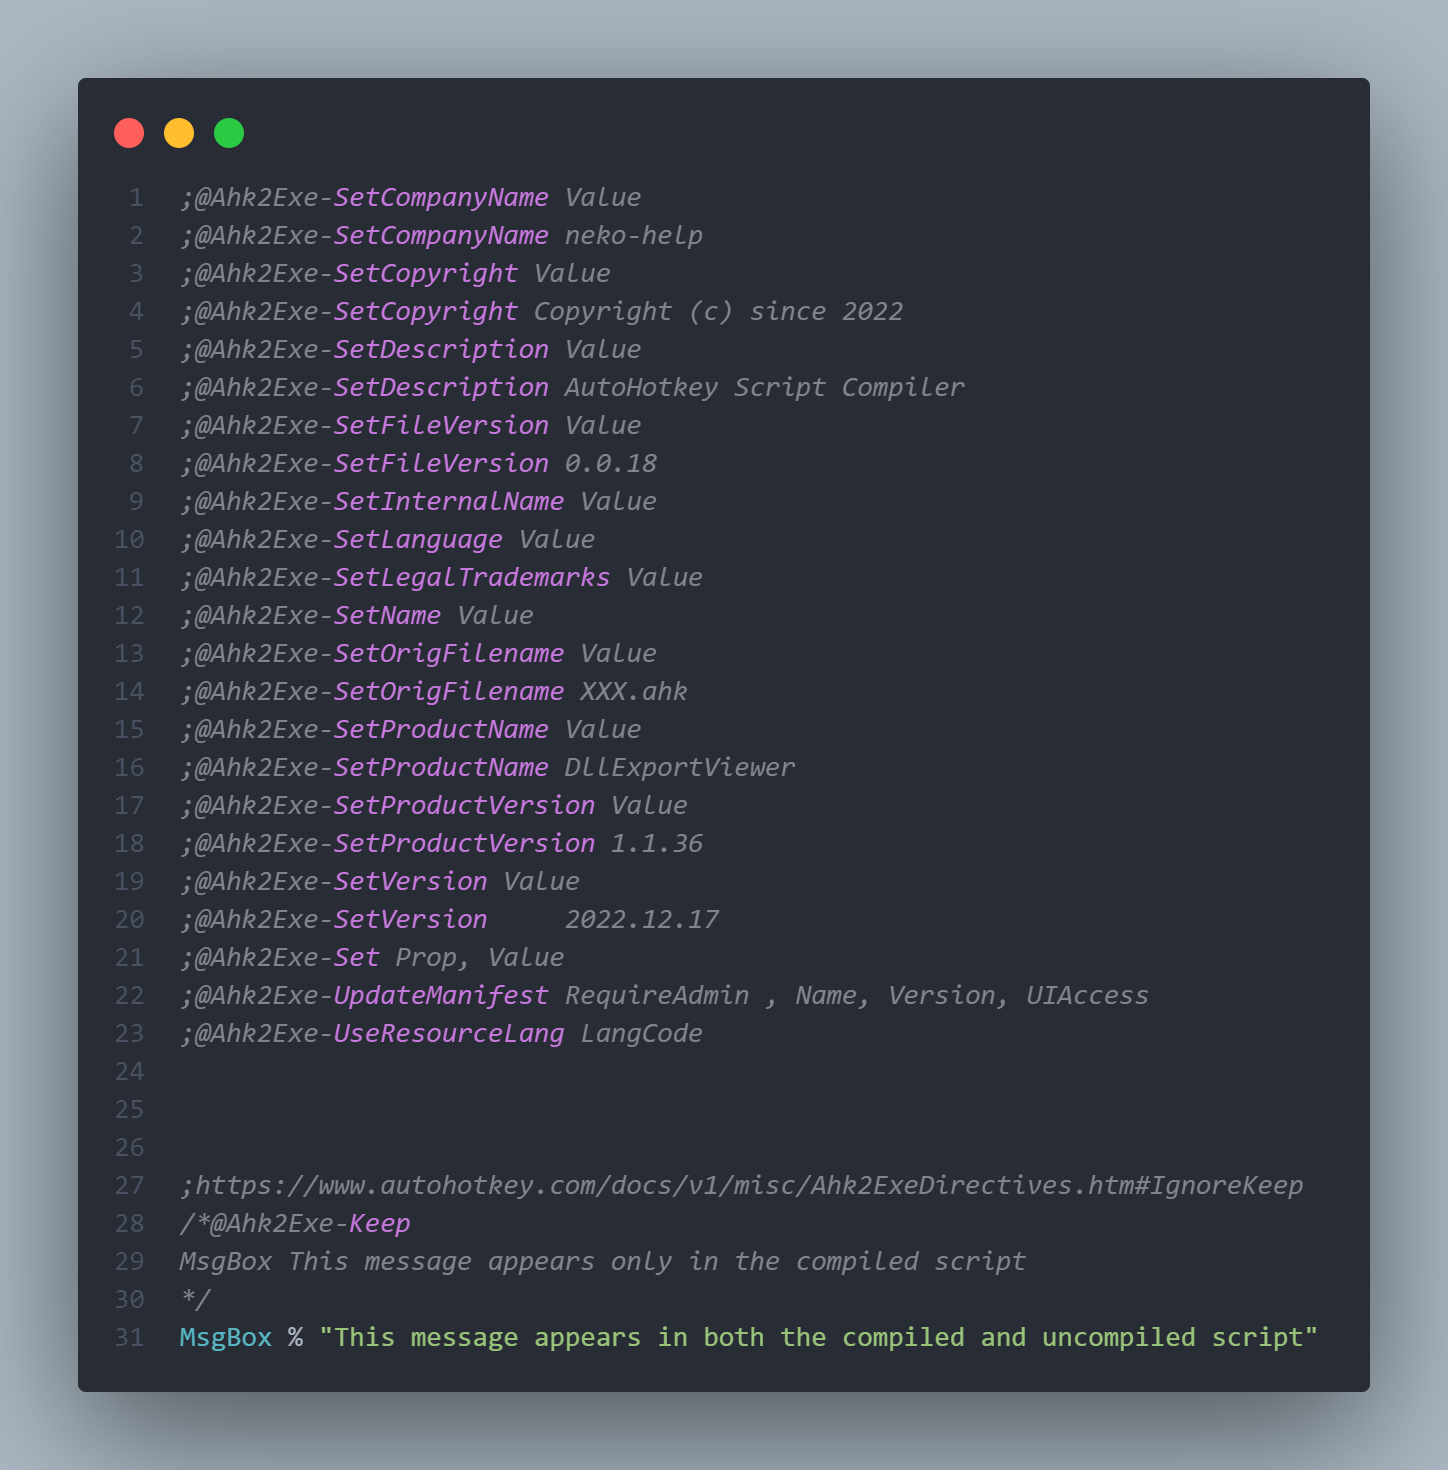 1 ;@Ahk2Exe-SetCompanyName Value
2 ;@Ahk2Exe-SetCompanyName neko-help
3 ;@Ahk2Exe-SetCopyright Value
4 ;@Ahk2Exe-SetCopyright Copyright (c) since 2022
5 ;@Ahk2Exe-SetDescription Value
6 ;@Ahk2Exe-SetDescription AutoHotkey Script Compiler
7 ;@Ahk2Exe-SetFileVersion Value
8 ;@Ahk2Exe-SetFileVersion 0.0.18
9 ;@Ahk2Exe-SetInternalName Value
10 ;@Ahk2Exe-SetLanguage Value
11 ;@Ahk2Exe-SetLegalTrademarks Value
12 ;@Ahk2Exe-SetName Value
13 ;@Ahk2Exe-SetOrigFilename Value
14 ;@Ahk2Exe-SetOrigFilename XXX.ahk
15 ;@Ahk2Exe-SetProductName Value
16 ;@Ahk2Exe-SetProductName DllExportViewer
17 ;@Ahk2Exe-SetProductVersion Value
18 ;@Ahk2Exe-SetProductVersion 1.1.36
19 ;@Ahk2Exe-SetVersion Value
20 ;@Ahk2Exe-SetVersion     2022.12.17
21 ;@Ahk2Exe-Set Prop, Value
22 ;@Ahk2Exe-UpdateManifest RequireAdmin , Name, Version, UIAccess
23 ;@Ahk2Exe-UseResourceLang LangCode
24
25
26
27 ;https://www.autohotkey.com/docs/v1/misc/Ahk2ExeDirectives.htm#IgnoreKeep
28 /*@Ahk2Exe-Keep
29 MsgBox This message appears only in the compiled script
30 */
31 MsgBox % "This message appears in both the compiled and uncompiled script"